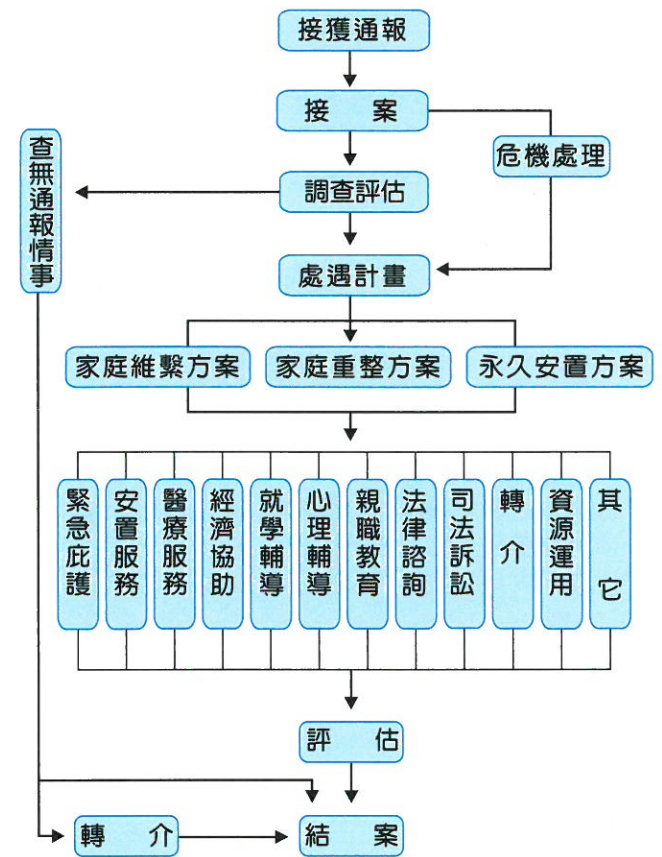 接獲通報
接案
危機處理
查無通報情事
調查評估
處遇計畫
家庭維繫方案
家庭重整方案
永久安置方案
緊急庇護
安置服務
醫療服務
經濟協助
就學輔導
心理輔導
親職教育
法律諮詢
司法訴訟
轉介
資源運用
其它
評估
轉介
結案